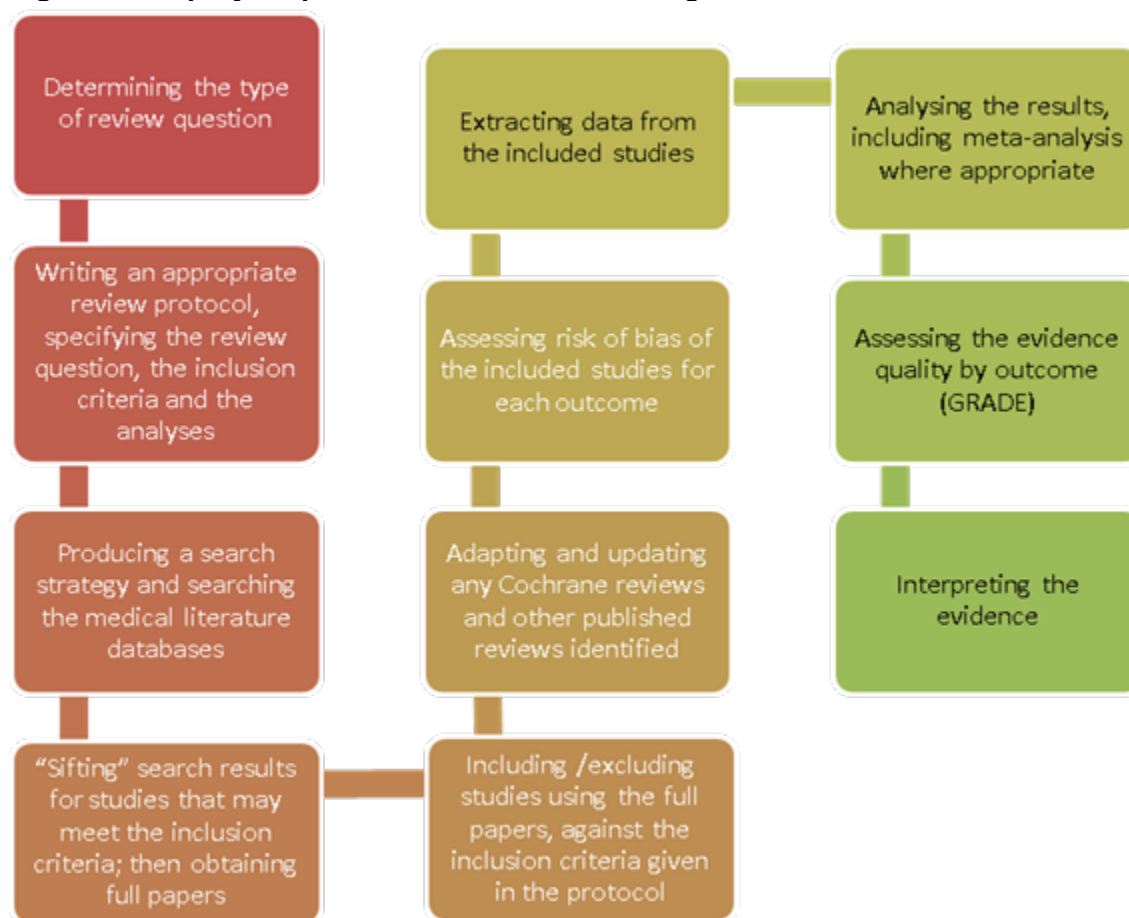 Determining the type
of review question
Writing an appropriate
review protocol,
specifying the review
question, the inclusion
criteria and the
analyses
Producing a search
strategy and searching
the medical literature
databases
“Sifting” search results
for studies that may
meet the inclusion
criteria; then obtaining
full papers
Including /excluding
studies using the full
papers, against the
inclusion criteria given
in the protocol
Adapting and updating
any Cochrane reviews
and other published
reviews identified
Assessing risk of bias of
the included studies for
each outcome
Extracting data from
the included studies
Analysing the results,
including meta-analysis
where appropriate
Assessing the evidence
quality by outcome
(GRADE)
Interpreting the
evidence